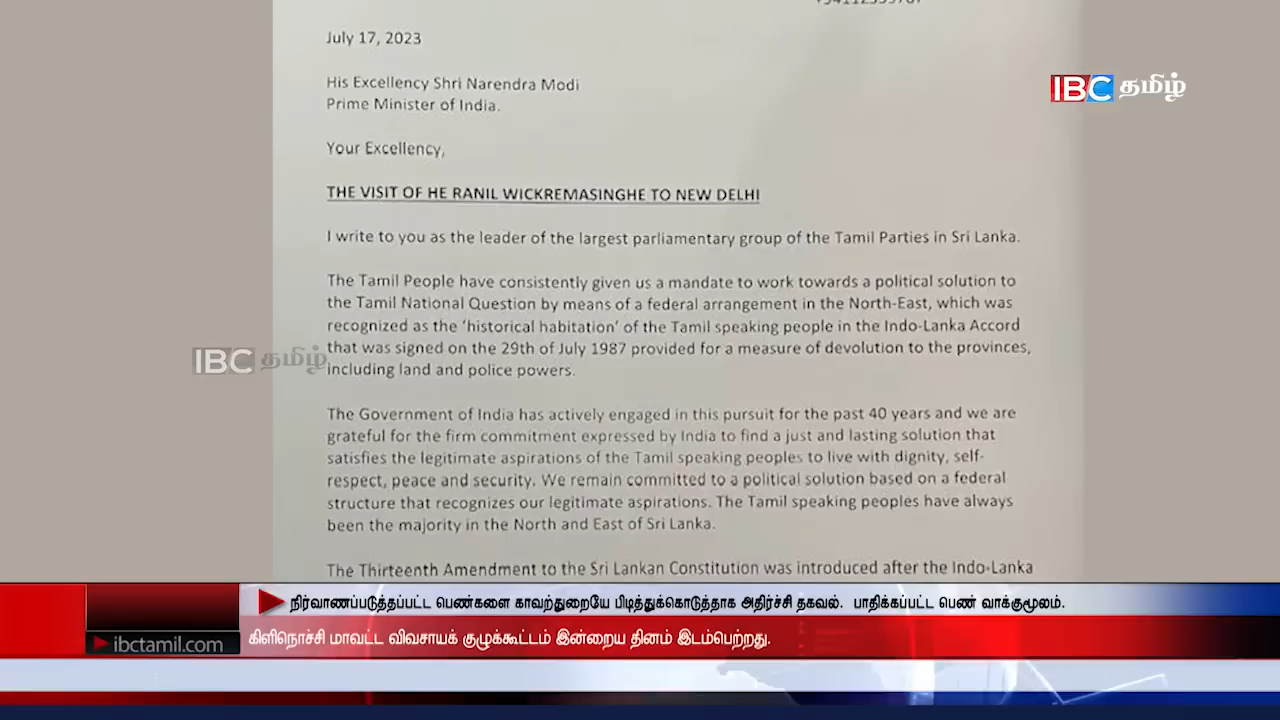 July 17, 2023
IBC தமிழ்
His Excellency Shri Narendra Modi
Prime Minister of India.
Your Excellency,
THE VISIT OF HE RANIL WICKREMASINGHE TO NEW DELHI
I write to you as the leader of the largest parliamentary group of the Tamil Parties in Sri Lanka.
The Tamil People have consistently given us a mandate to work towards a political solution to
the Tamil National Question by means of a federal arrangement in the North-East, which was
recognized as the 'historical habitation' of the Tamil speaking people in the Indo-Lanka Accord
that was signed on the 29th of July 1987 provided for a measure of devolution to the provinces,
IBC தமிழ்
including land and police powers.
The Government of India has actively engaged in this pursuit for the past 40 years and we are
grateful for the firm commitment expressed by India to find a just and lasting solution that
satisfies the legitimate aspirations of the Tamil speaking peoples to live with dignity, self-
respect, peace and security. We remain committed to a political solution based on a federal
structure that recognizes our legitimate aspirations. The Tamil speaking peoples have always
been the majority in the North and East of Sri Lanka.
The Thirteenth Amendment to the Sri Lankan Constitution was introduced after the Indo-Lanka
நிர்வாணப்படுத்தப்பட்ட பெண்களை காவற்துறையே பிடித்துக்கொடுத்தாக அதிர்ச்சி தகவல். பாதிக்கப்பட்ட பெண் வாக்குமூலம்.
ibctamil.com
கிளிநொச்சி மாவட்ட விவசாயக் குழுக்கூட்டம் இன்றைய தினம் இடம்பெற்றது.